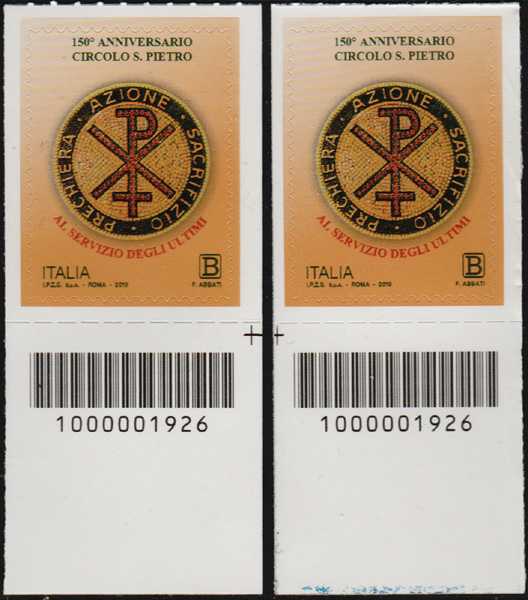 150° ANNIVERSARIO
CIRCOLO S. PIETRO
PREGHIERA · AZIONE · SACRIFIZIO ·
AL SERVIZIO DEGLI ULTIMI
ITALIA B
I.P.Z.S. S.p.A. - ROMA - 2019 F. ABBATI
1000001926
150° ANNIVERSARIO
CIRCOLO S. PIETRO
PREGHIERA · AZIONE · SACRIFIZIO ·
AL SERVIZIO DEGLI ULTIMI
ITALIA B
I.P.Z.S. S.p.A. - ROMA - 2019 F. ABBATI
1000001926